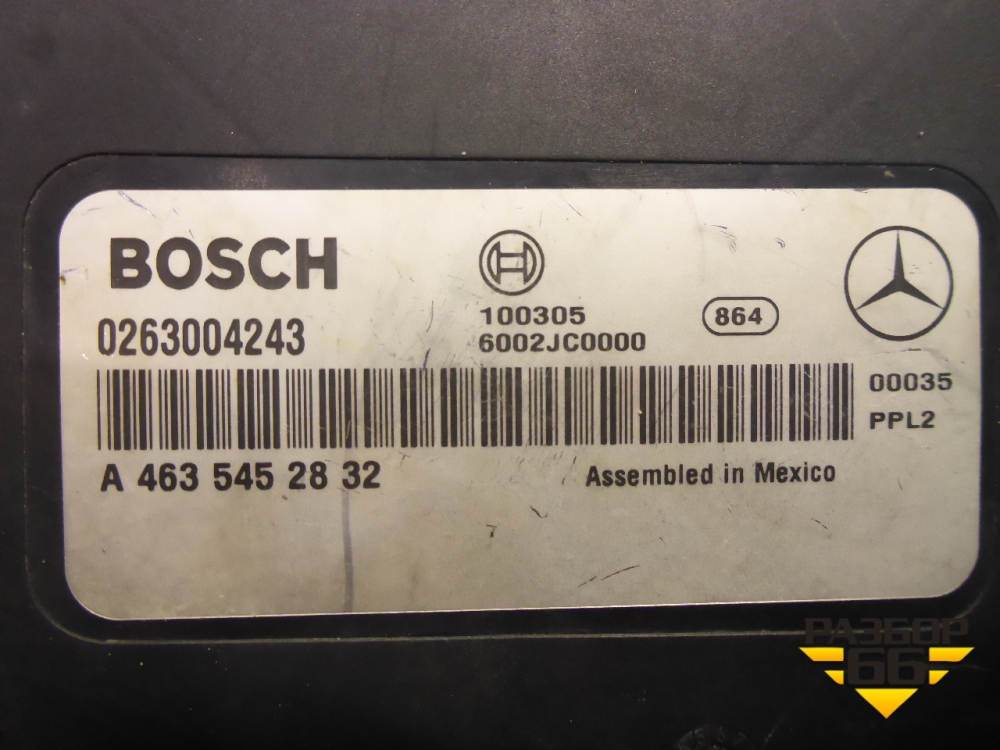 BOSCH
100305
864
0263004243
6002JC0000
00035
PPL2
A 463 545 28 32
Assembled in Mexico
РАЗБОР
66